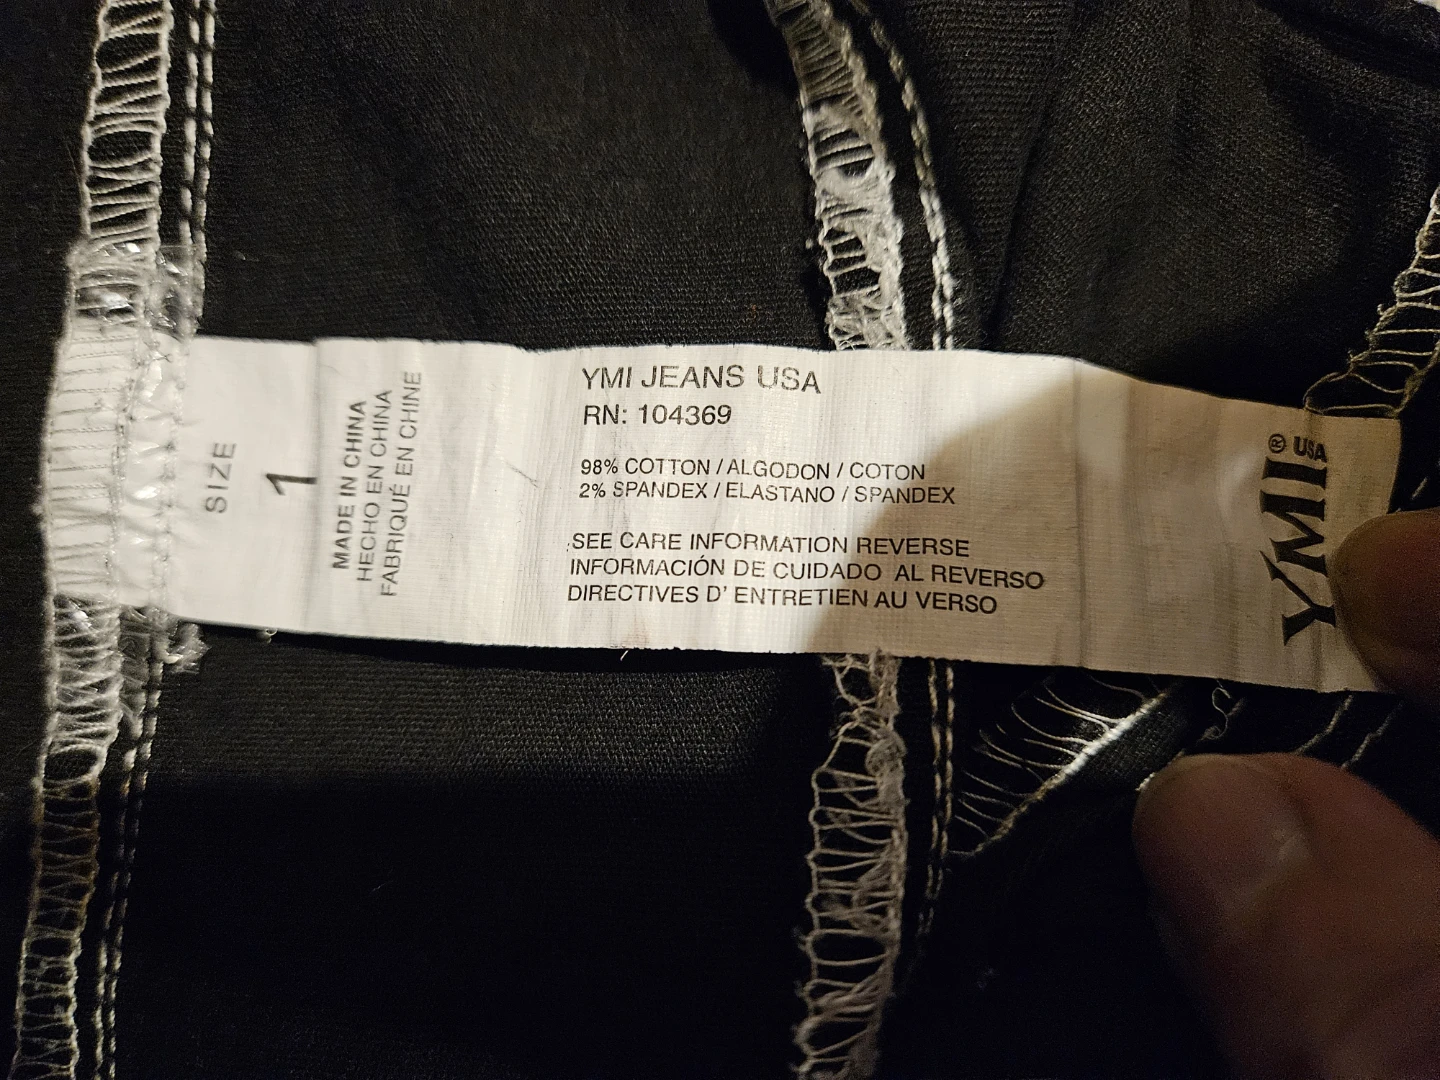 SIZE
1
MADE IN CHINA
HECHO EN CHINA
FABRIQUÉ EN CHINE
YMI JEANS USA
RN: 104369
98% COTTON / ALGODON / COTON
2% SPANDEX / ELASTANO / SPANDEX
SEE CARE INFORMATION REVERSE
INFORMACIÓN DE CUIDADO AL REVERSO
DIRECTIVES D' ENTRETIEN AU VERSO
YMI® USA